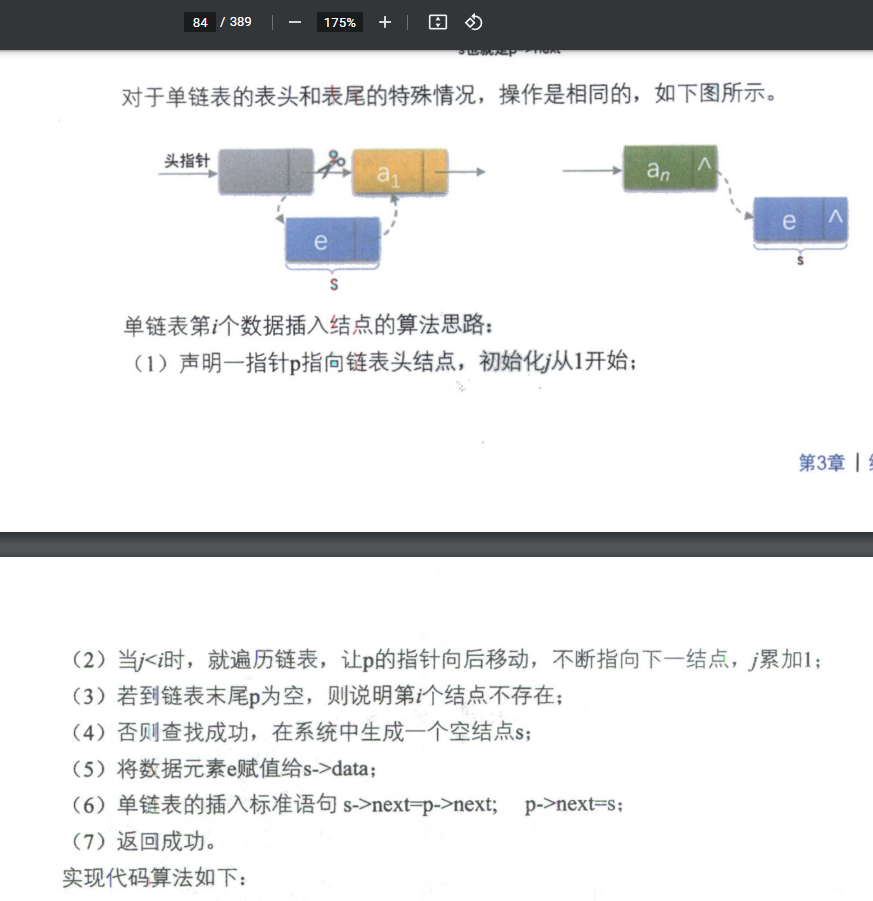 84 / 389 175%
s也就是p->next
对于单链表的表头和表尾的特殊情况，操作是相同的，如下图所示。
头指针
a1
an ^
e
e ^
s
s
单链表第i个数据插入结点的算法思路：
（1）声明一指针p指向链表头结点，初始化j从1开始；
第3章
（2）当j<i时，就遍历链表，让p的指针向后移动，不断指向下一结点，j累加1；
（3）若到链表末尾p为空，则说明第i个结点不存在；
（4）否则查找成功，在系统中生成一个空结点s；
（5）将数据元素e赋值给s->data；
（6）单链表的插入标准语句 s->next=p->next; p->next=s；
（7）返回成功。
实现代码算法如下：